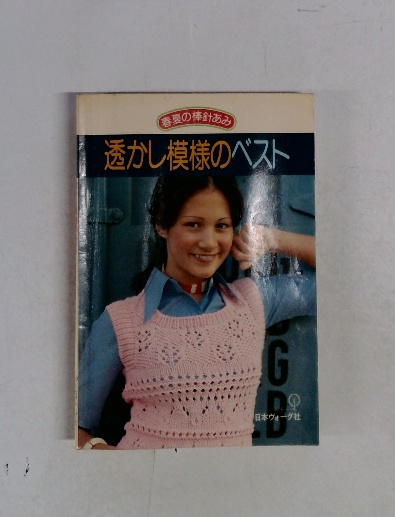 春夏の棒針あみ
透かし模様のベスト
G
D
日本ヴォーグ社